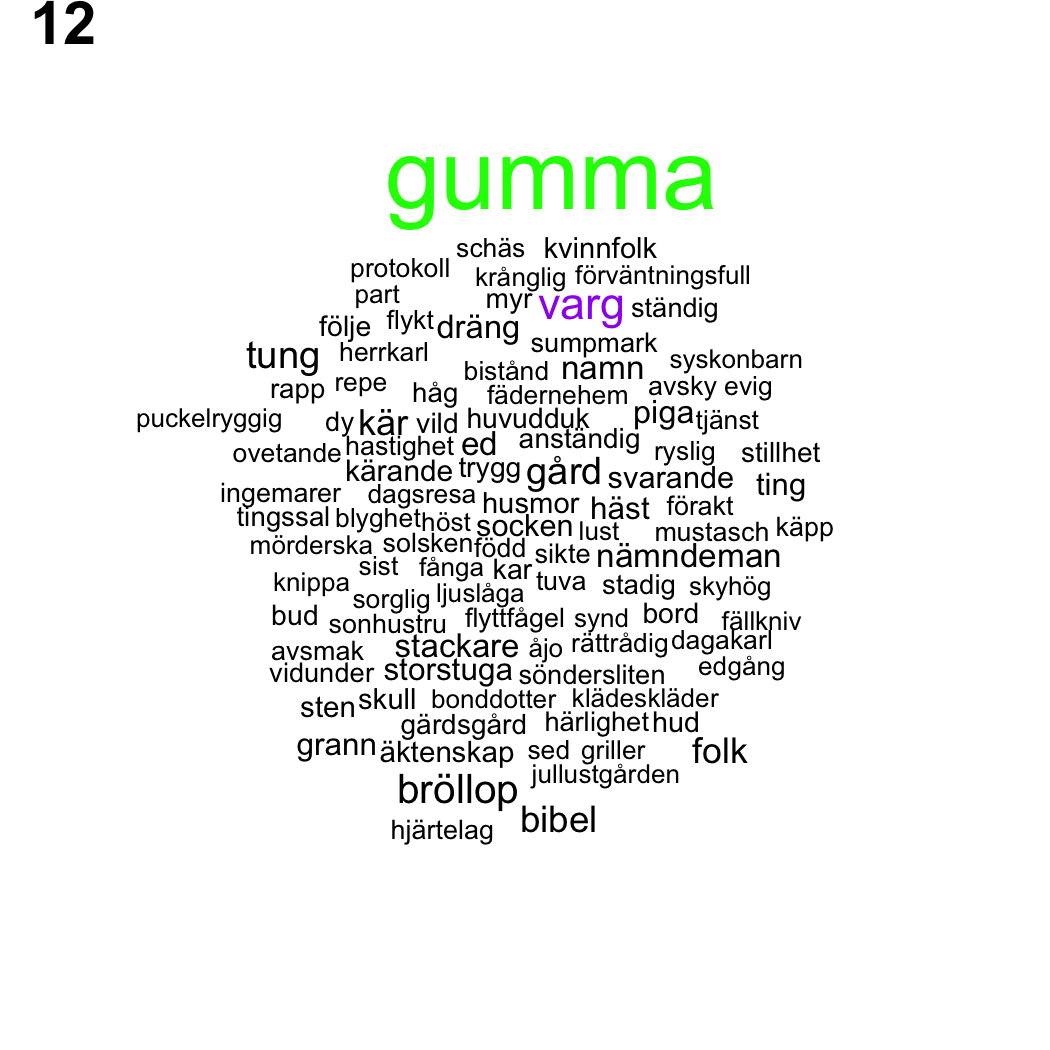 12
gumma
schäs kvinnfolk
protokoll krånglig förväntningsfull
part myr varg ständig
följe flykt dräng
tung herrkarl sumpmark syskonbarn
bistånd namn
rapp repe håg fädernehem avsky evig
puckelryggig dy kär vild huvudduk piga tjänst
ovetande hastighet ed anständig ryslig stillhet
kärande trygg gård svarande ting
ingemarer dagsresa husmor häst förakt
tingssal blyghet höst socken lust mustasch käpp
mörderska solsken född sikte nämndeman
sist fånga kar
knippa sorglig ljuslåga tuva stadig skyhög
bud sonhustru flyttfågel synd bord fällkniv
avsmak stackare åjo rättrådig dagakarl
vidunder storstuga söndersliten edgång
sten skull bonddotter klädeskläder
gärdsgård härlighet hud
grann äktenskap sed griller folk
jullustgården
bröllop
hjärtelag bibel